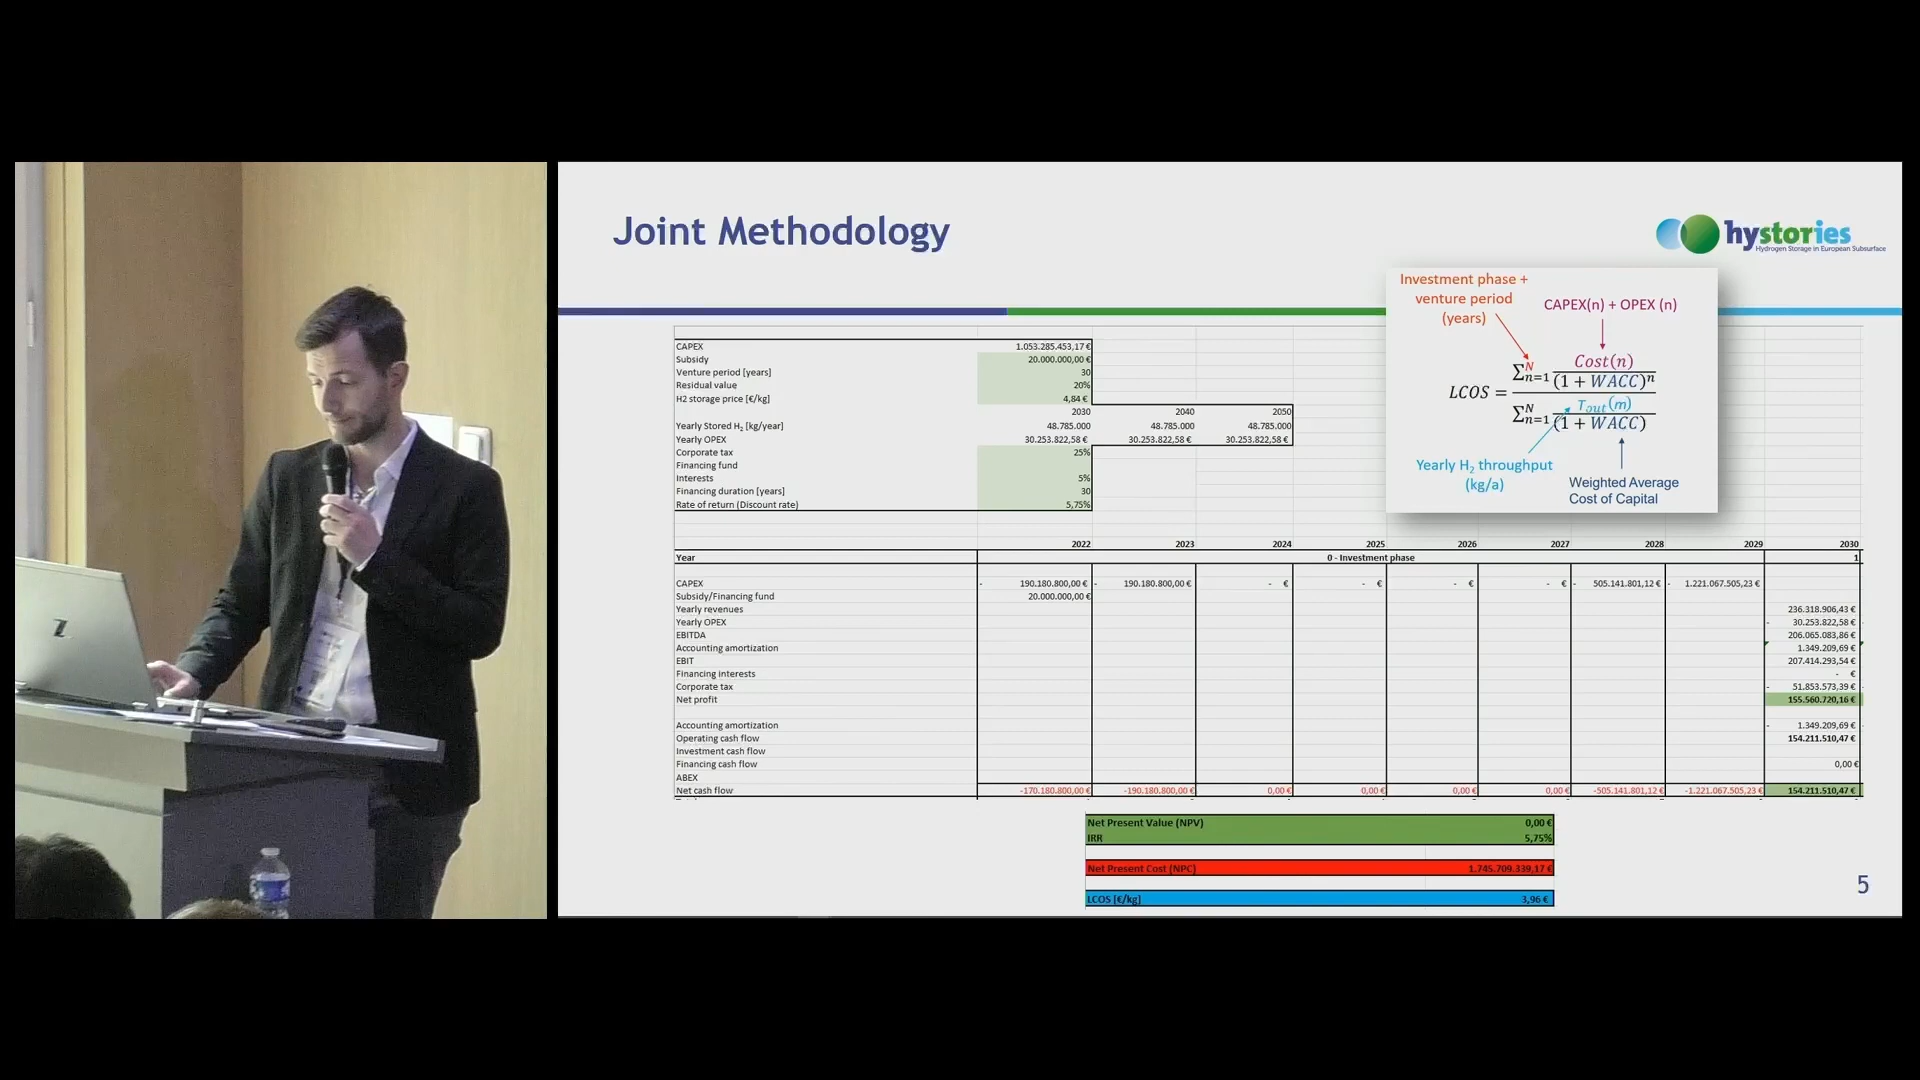 Joint Methodology
hystories
Hydrogen Storage in European Subsurface
Investment phase +
venture period
(years)
CAPEX(n) + OPEX (n)
LCOS = ∑ᴺₙ₌₁ Cost(n) / (1 + WACC)ⁿ
∑ᴺₙ₌₁ Tₒᵤₜ(m) / (1 + WACC)
Yearly H₂ throughput
(kg/a)
Weighted Average
Cost of Capital
CAPEX 1.053.285.453,17 €
Subsidy 20.000.000,00 €
Venture period [years] 30
Residual value 20%
H2 storage price [€/kg] 4,84 €
2030 2040 2050
Yearly Stored H₂ [kg/year] 48.785.000 48.785.000 48.785.000
Yearly OPEX 30.253.822,58 € 30.253.822,58 € 30.253.822,58 €
Corporate tax 25%
Financing fund
Interests 5%
Financing duration [years] 30
Rate of return (Discount rate) 5,75%
2022 2023 2024 2025 2026 2027 2028 2029 2030
Year 0 - Investment phase 1
CAPEX - 190.180.800,00 € - 190.180.800,00 € - € - € - € - € - 505.141.801,12 € - 1.221.067.505,23 €
Subsidy/Financing fund 20.000.000,00 €
Yearly revenues 236.318.906,43 €
Yearly OPEX - 30.253.822,58 € -
EBITDA 206.065.083,86 €
Accounting amortization 1.349.209,69 €
EBIT 207.414.293,54 €
Financing interests - €
Corporate tax - 51.853.573,39 € -
Net profit 155.560.720,16 €
Accounting amortization - 1.349.209,69 € -
Operating cash flow 154.211.510,47 €
Investment cash flow
Financing cash flow 0,00 €
ABEX
Net cash flow -170.180.800,00 € -190.180.800,00 € 0,00 € 0,00 € 0,00 € 0,00 € -505.141.801,12 € -1.221.067.505,23 € 154.211.510,47 €
Net Present Value (NPV) 0,00 €
IRR 5,75%
Net Present Cost (NPC) 1.745.709.339,17 €
LCOS [€/kg] 3,96 €
5